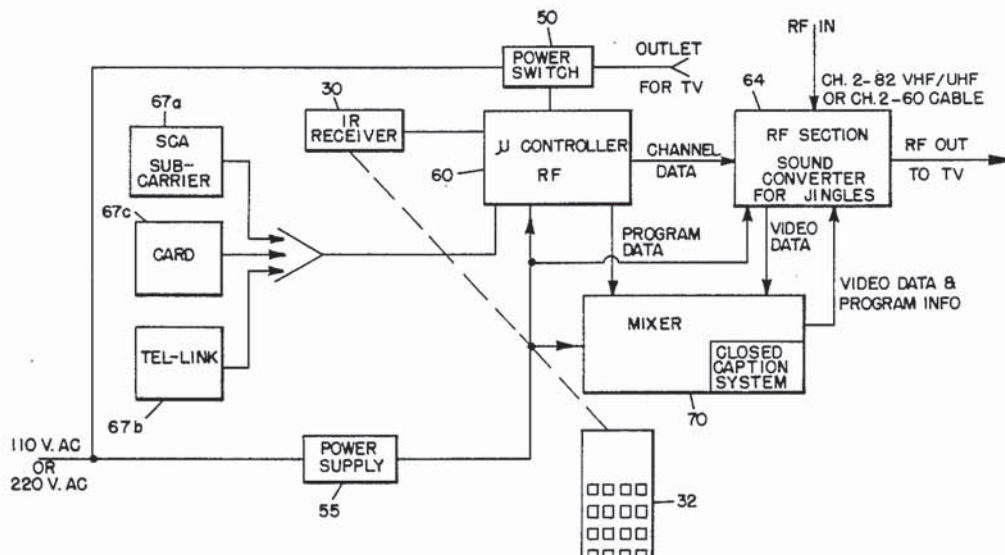 50
POWER
SWITCH
OUTLET
FOR TV
RF IN
CH. 2-82 VHF/UHF
OR CH. 2-60 CABLE
64
RF SECTION
SOUND
CONVERTER
FOR JINGLES
RF OUT
TO TV
30
IR
RECEIVER
67a
SCA
SUB-
CARRIER
μ CONTROLLER
RF
60
CHANNEL
DATA
67c
CARD
PROGRAM
DATA
VIDEO
DATA
VIDEO DATA &
PROGRAM INFO
MIXER
CLOSED
CAPTION
SYSTEM
70
TEL-LINK
67b
110 V. AC
OR
220 V. AC
POWER
SUPPLY
55
32